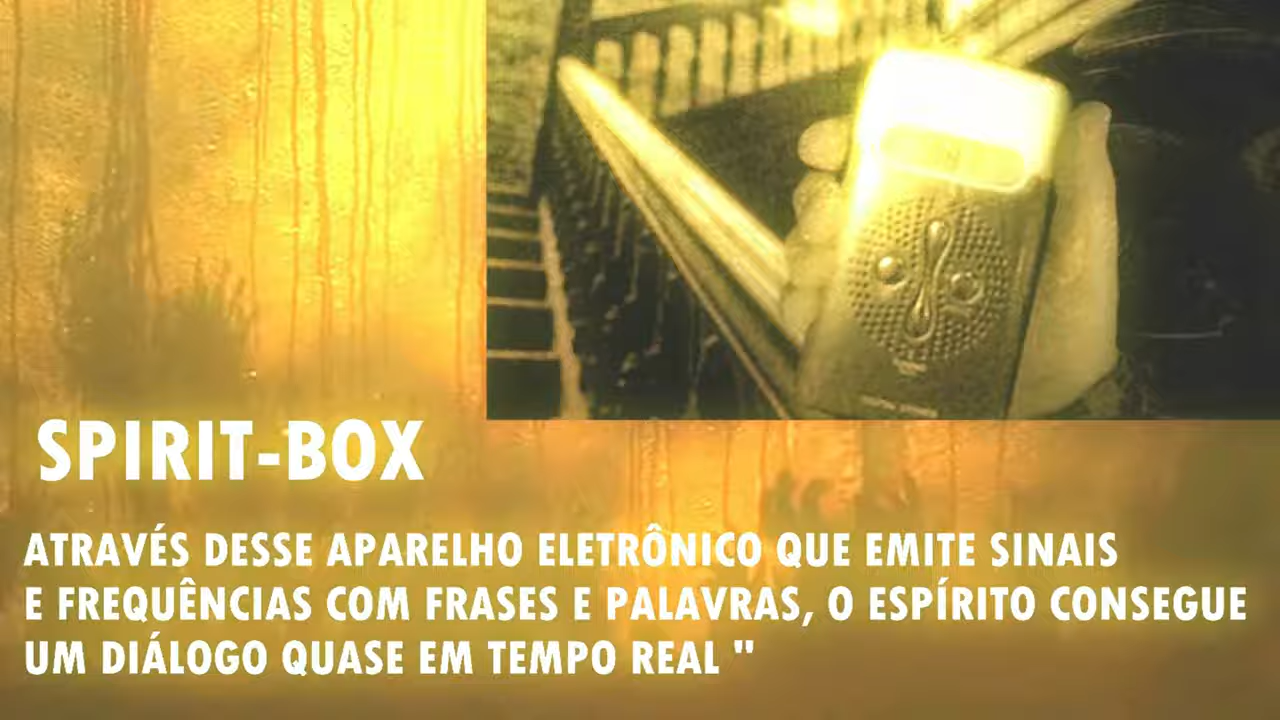 SPIRIT-BOX
ATRAVÉS DESSE APARELHO ELETRÔNICO QUE EMITE SINAIS
E FREQUÊNCIAS COM FRASES E PALAVRAS, O ESPÍRITO CONSEGUE
UM DIÁLOGO QUASE EM TEMPO REAL "